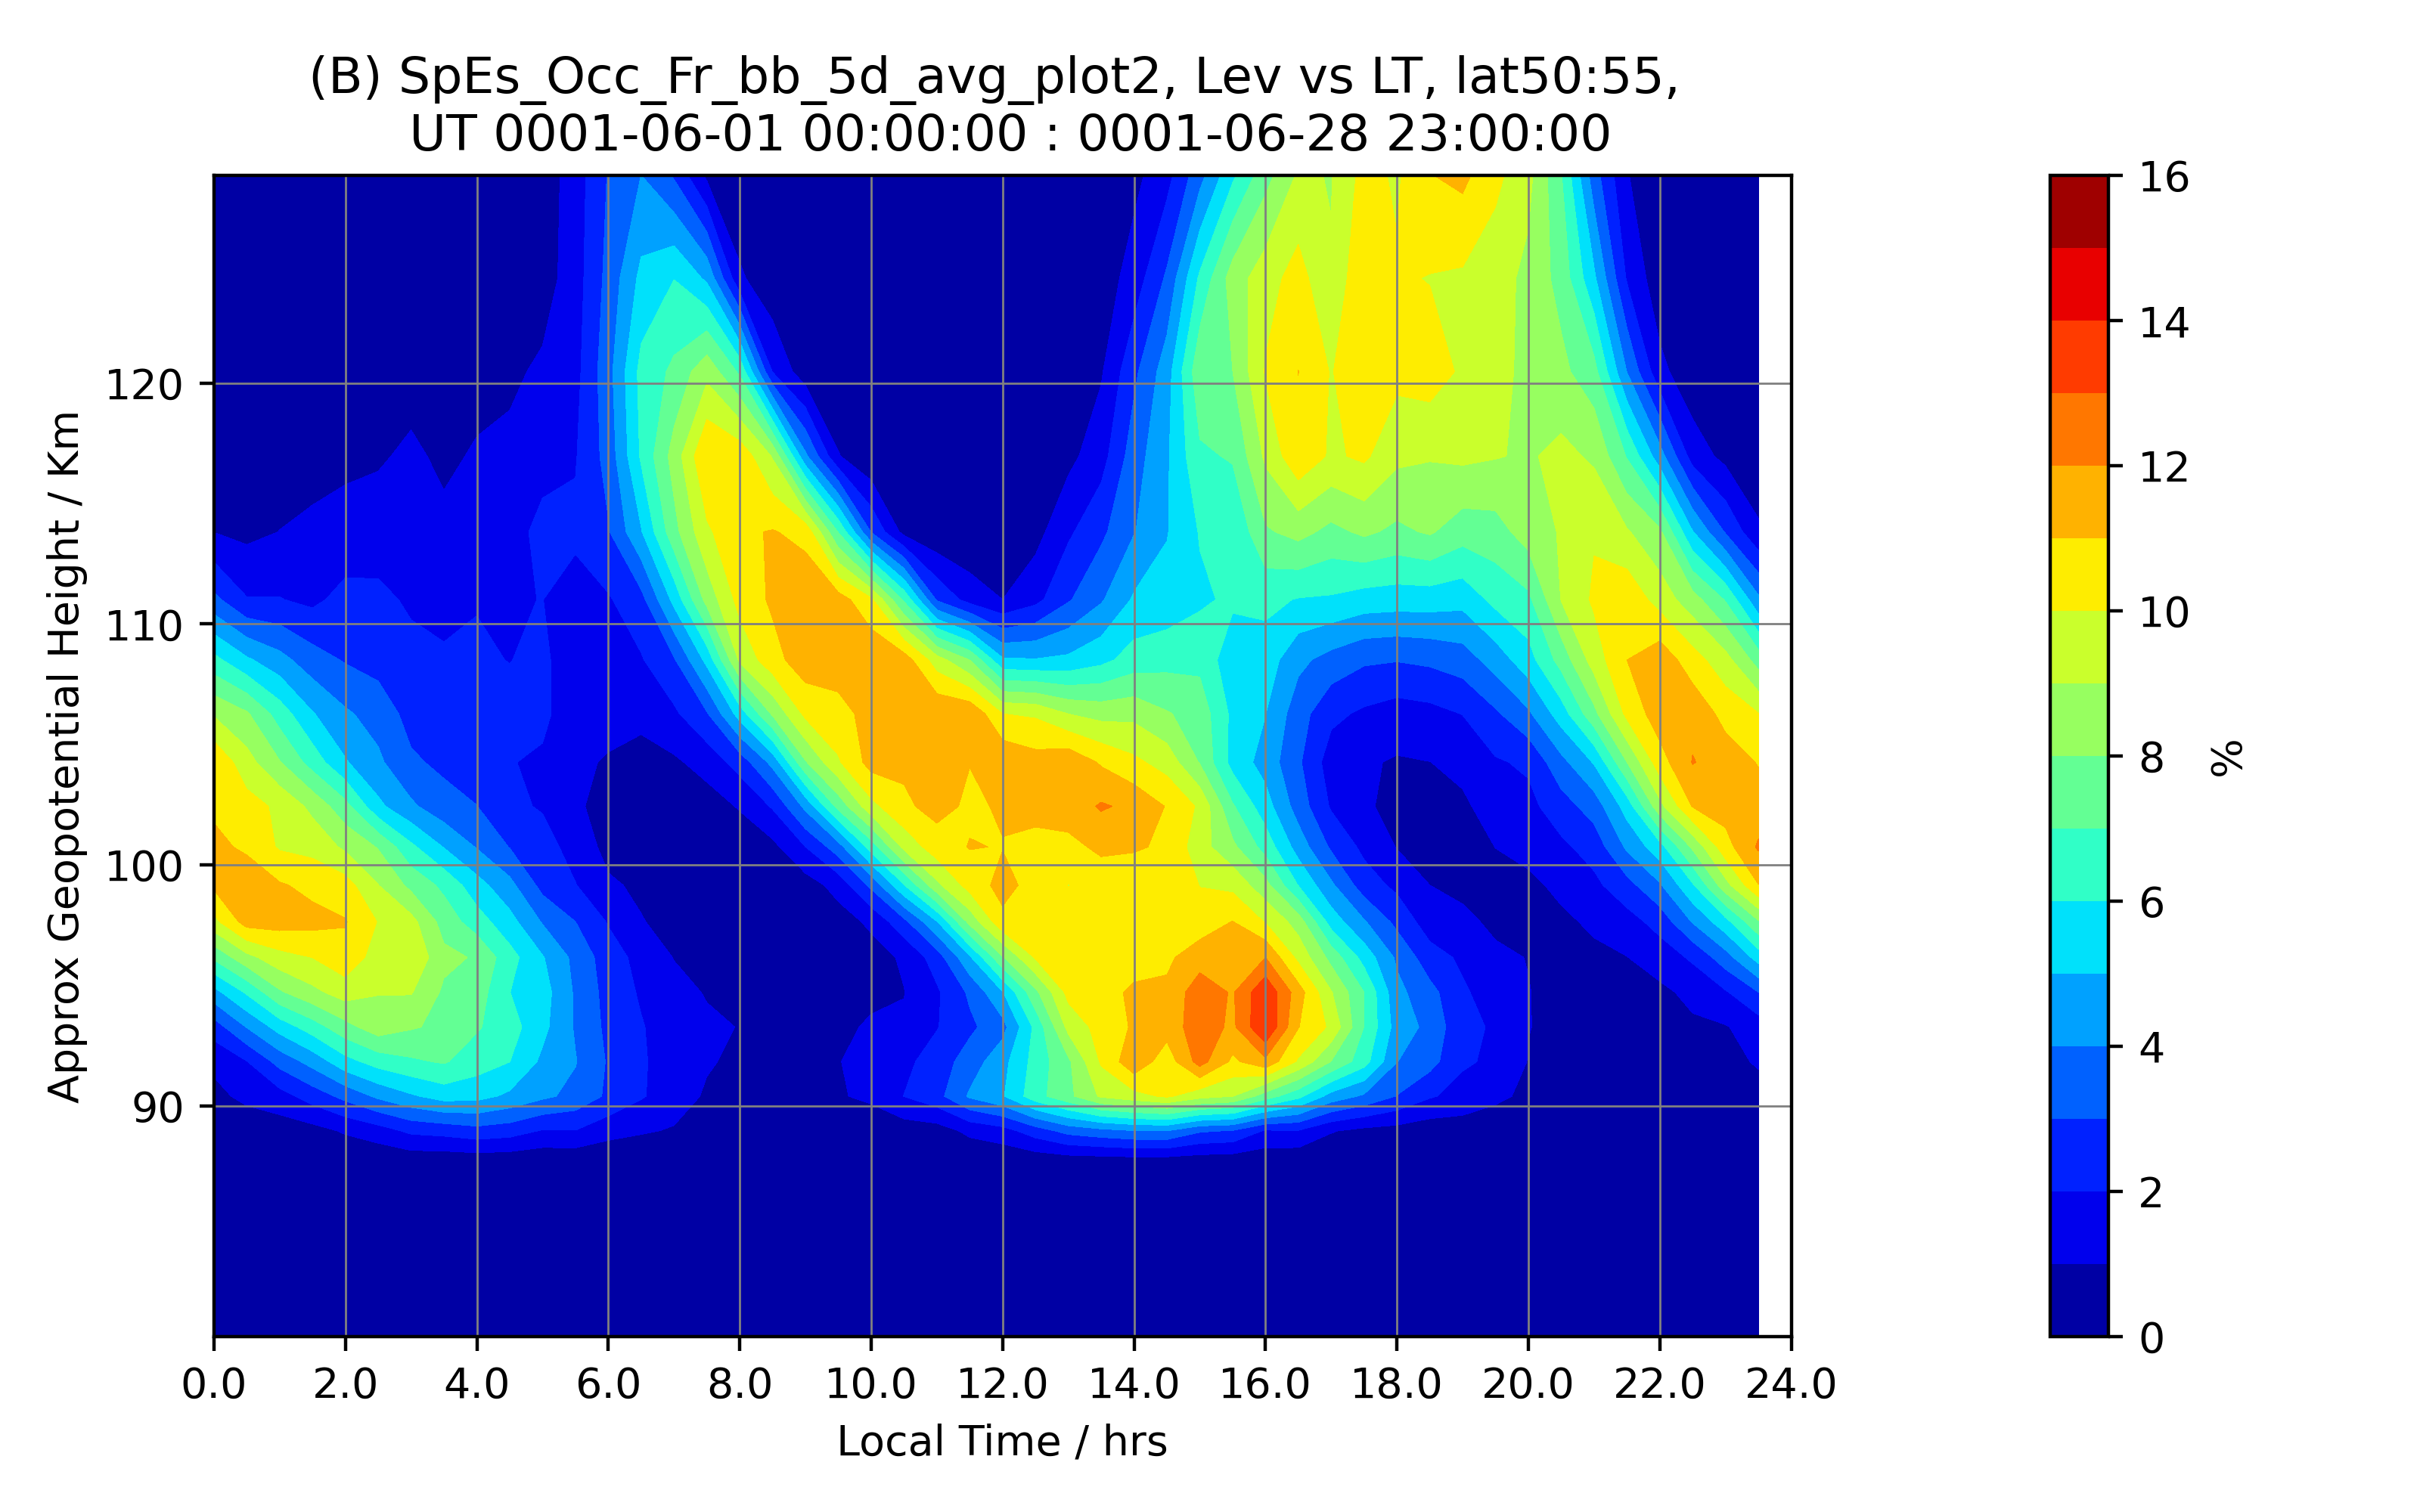 (B) SpEs_Occ_Fr_bb_5d_avg_plot2, Lev vs LT, lat50:55,
UT 0001-06-01 00:00:00 : 0001-06-28 23:00:00
Approx Geopotential Height / Km
120
110
100
90
0.0 2.0 4.0 6.0 8.0 10.0 12.0 14.0 16.0 18.0 20.0 22.0 24.0
Local Time / hrs
16
14
12
10
8
6
4
2
0
%